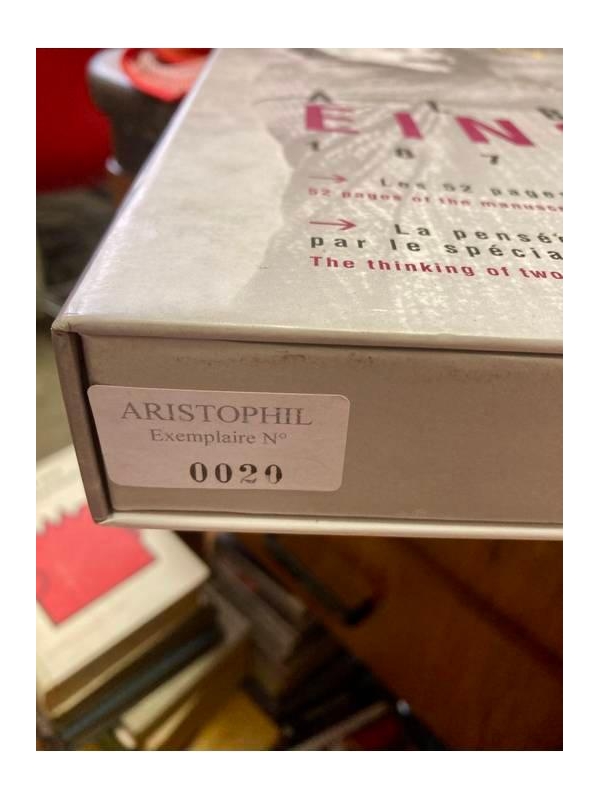 A L B
EINS
1 8 7
→ Les 52 pages
52 pages of the manusc
→ La pensé
par le spécia
The thinking of two
ARISTOPHIL
Exemplaire N°
0020